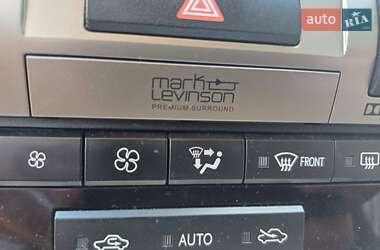 auto RIA
mark
Levinson
PREMIUM SURROUND
FRONT
AUTO